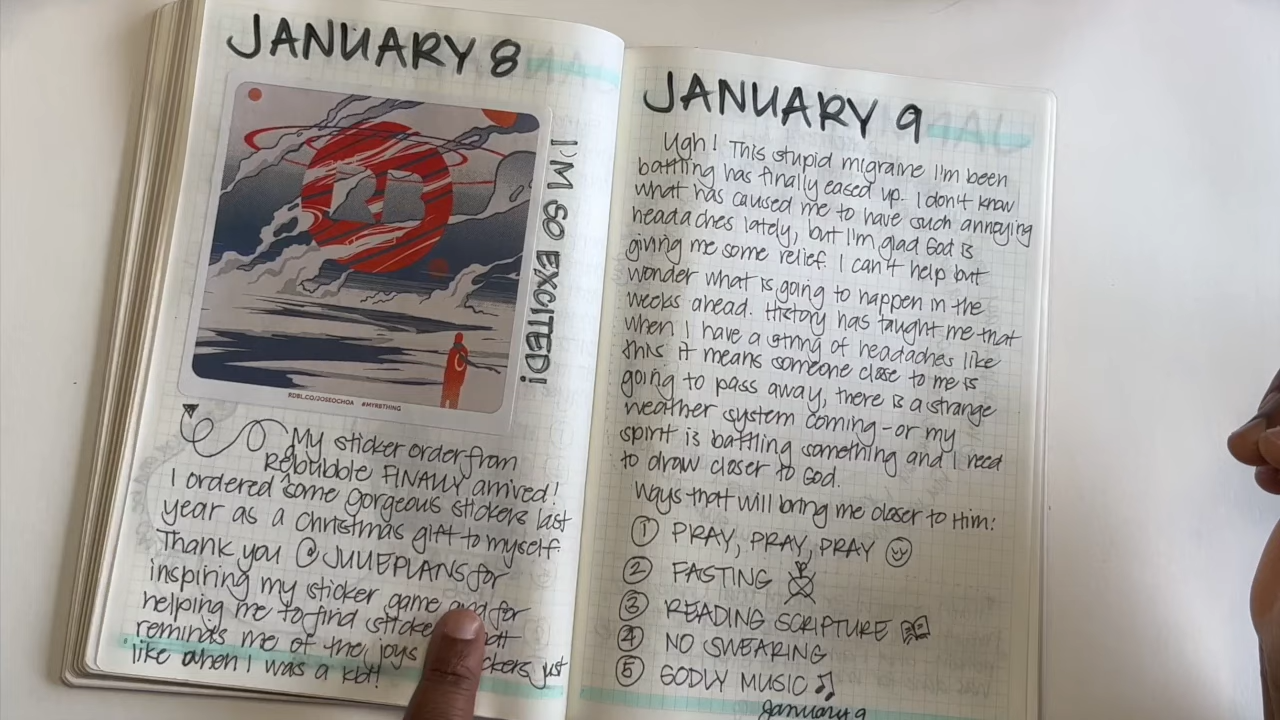 JANUARY 8
RDBL.CO/JOSEOCHOA #MYRBTHING
I'M SO EXCITED!
My sticker order from
Redbubble FINALLY arrived!
I ordered some gorgeous stickers last
year as a Christmas gift to myself.
Thank you @JULIEPLANS for
inspiring my sticker game and for
helping me to find
reminds me of the joys just
like when I was a kid!
JANUARY 9
Ugh! This stupid migraine I'm been
battling has finally eased up. I don't know
what has caused me to have such annoying
headaches lately, but I'm glad God is
giving me some relief. I can't help but
wonder what is going to happen in the
weeks ahead. History has taught me that
when I have a string of headaches like
this it means someone close to me is
going to pass away, there is a strange
weather system coming - or my
spirit is battling something and I need
to draw closer to God.
Ways that will bring me closer to Him:
1 PRAY, PRAY, PRAY
2 FASTING
3 READING SCRIPTURE
4 NO SWEARING
5 GODLY MUSIC
January 9